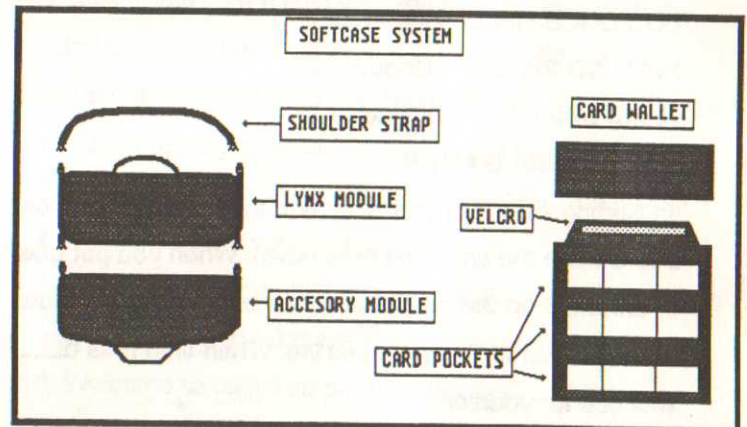 SOFTCASE SYSTEM
SHOULDER STRAP
CARD WALLET
LYNX MODULE
VELCRO
ACCESORY MODULE
CARD POCKETS